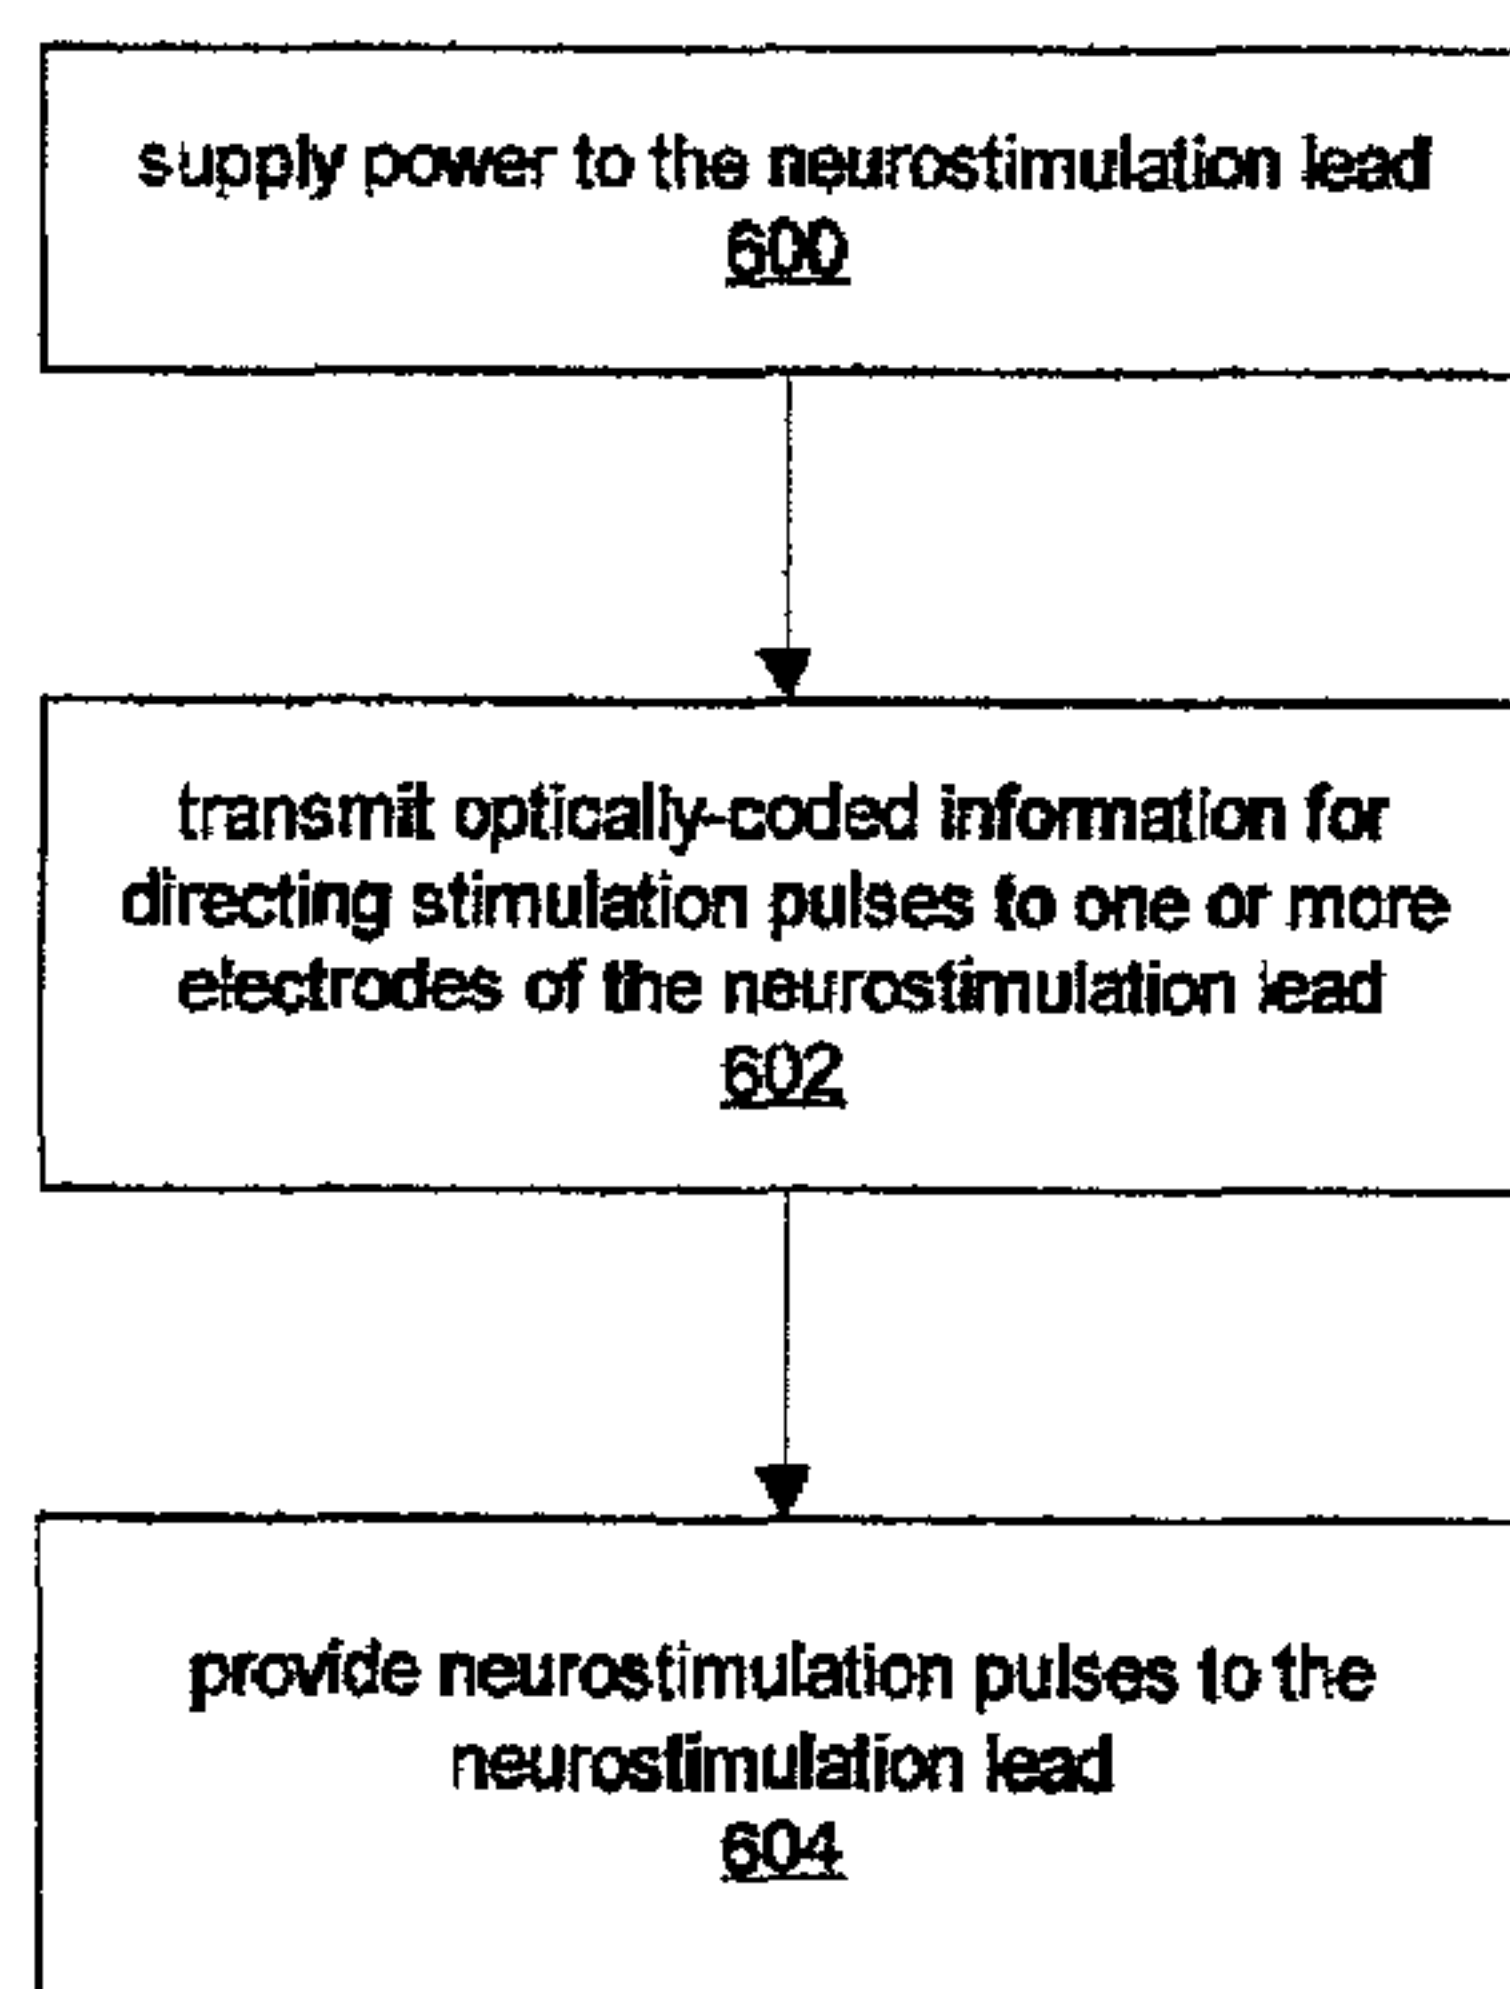 supply power to the neurostimulation lead
600
transmit optically-coded information for
directing stimulation pulses to one or more
electrodes of the neurostimulation lead
602
provide neurostimulation pulses to the
neurostimulation lead
604